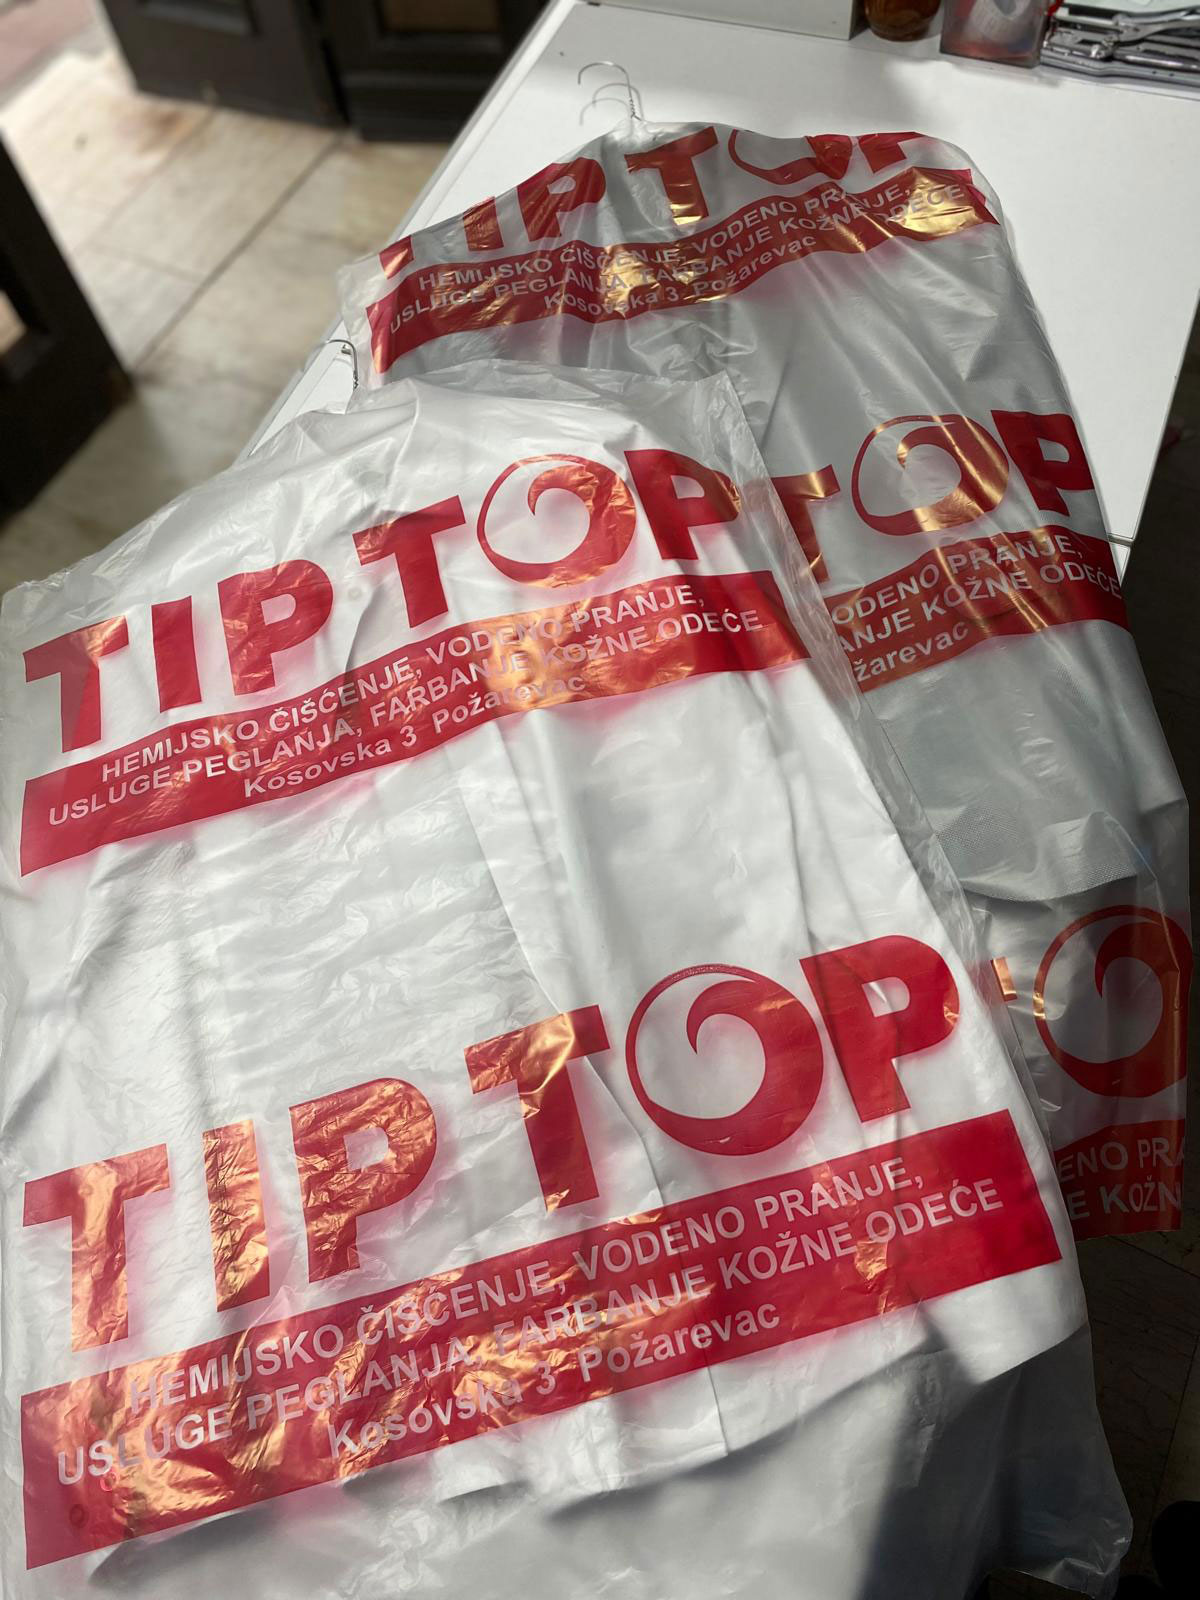 TIP TOP
HEMIJSKO ČIŠĆENJE, VODENO PRANJE,
USLUGE PEGLANJA, FARBANJE KOŽNE ODEĆE
Kosovska 3 Požarevac
TOP
VODENO PRANJE,
FARBANJE KOŽNE ODEĆE
Požarevac
TIP TOP
HEMIJSKO ČIŠĆENJE, VODENO PRANJE,
USLUGE PEGLANJA, FARBANJE KOŽNE ODEĆE
Kosovska 3 Požarevac
TIP TOP
HEMIJSKO ČIŠĆENJE, VODENO PRANJE,
USLUGE PEGLANJA, FARBANJE KOŽNE ODEĆE
Kosovska 3 Požarevac